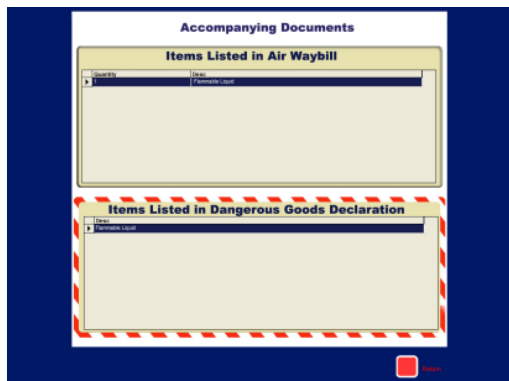 Accompanying Documents
Items Listed in Air Waybill
Quantity Desc
1 Flammable Liquid
Items Listed in Dangerous Goods Declaration
Desc
Flammable Liquid
Return